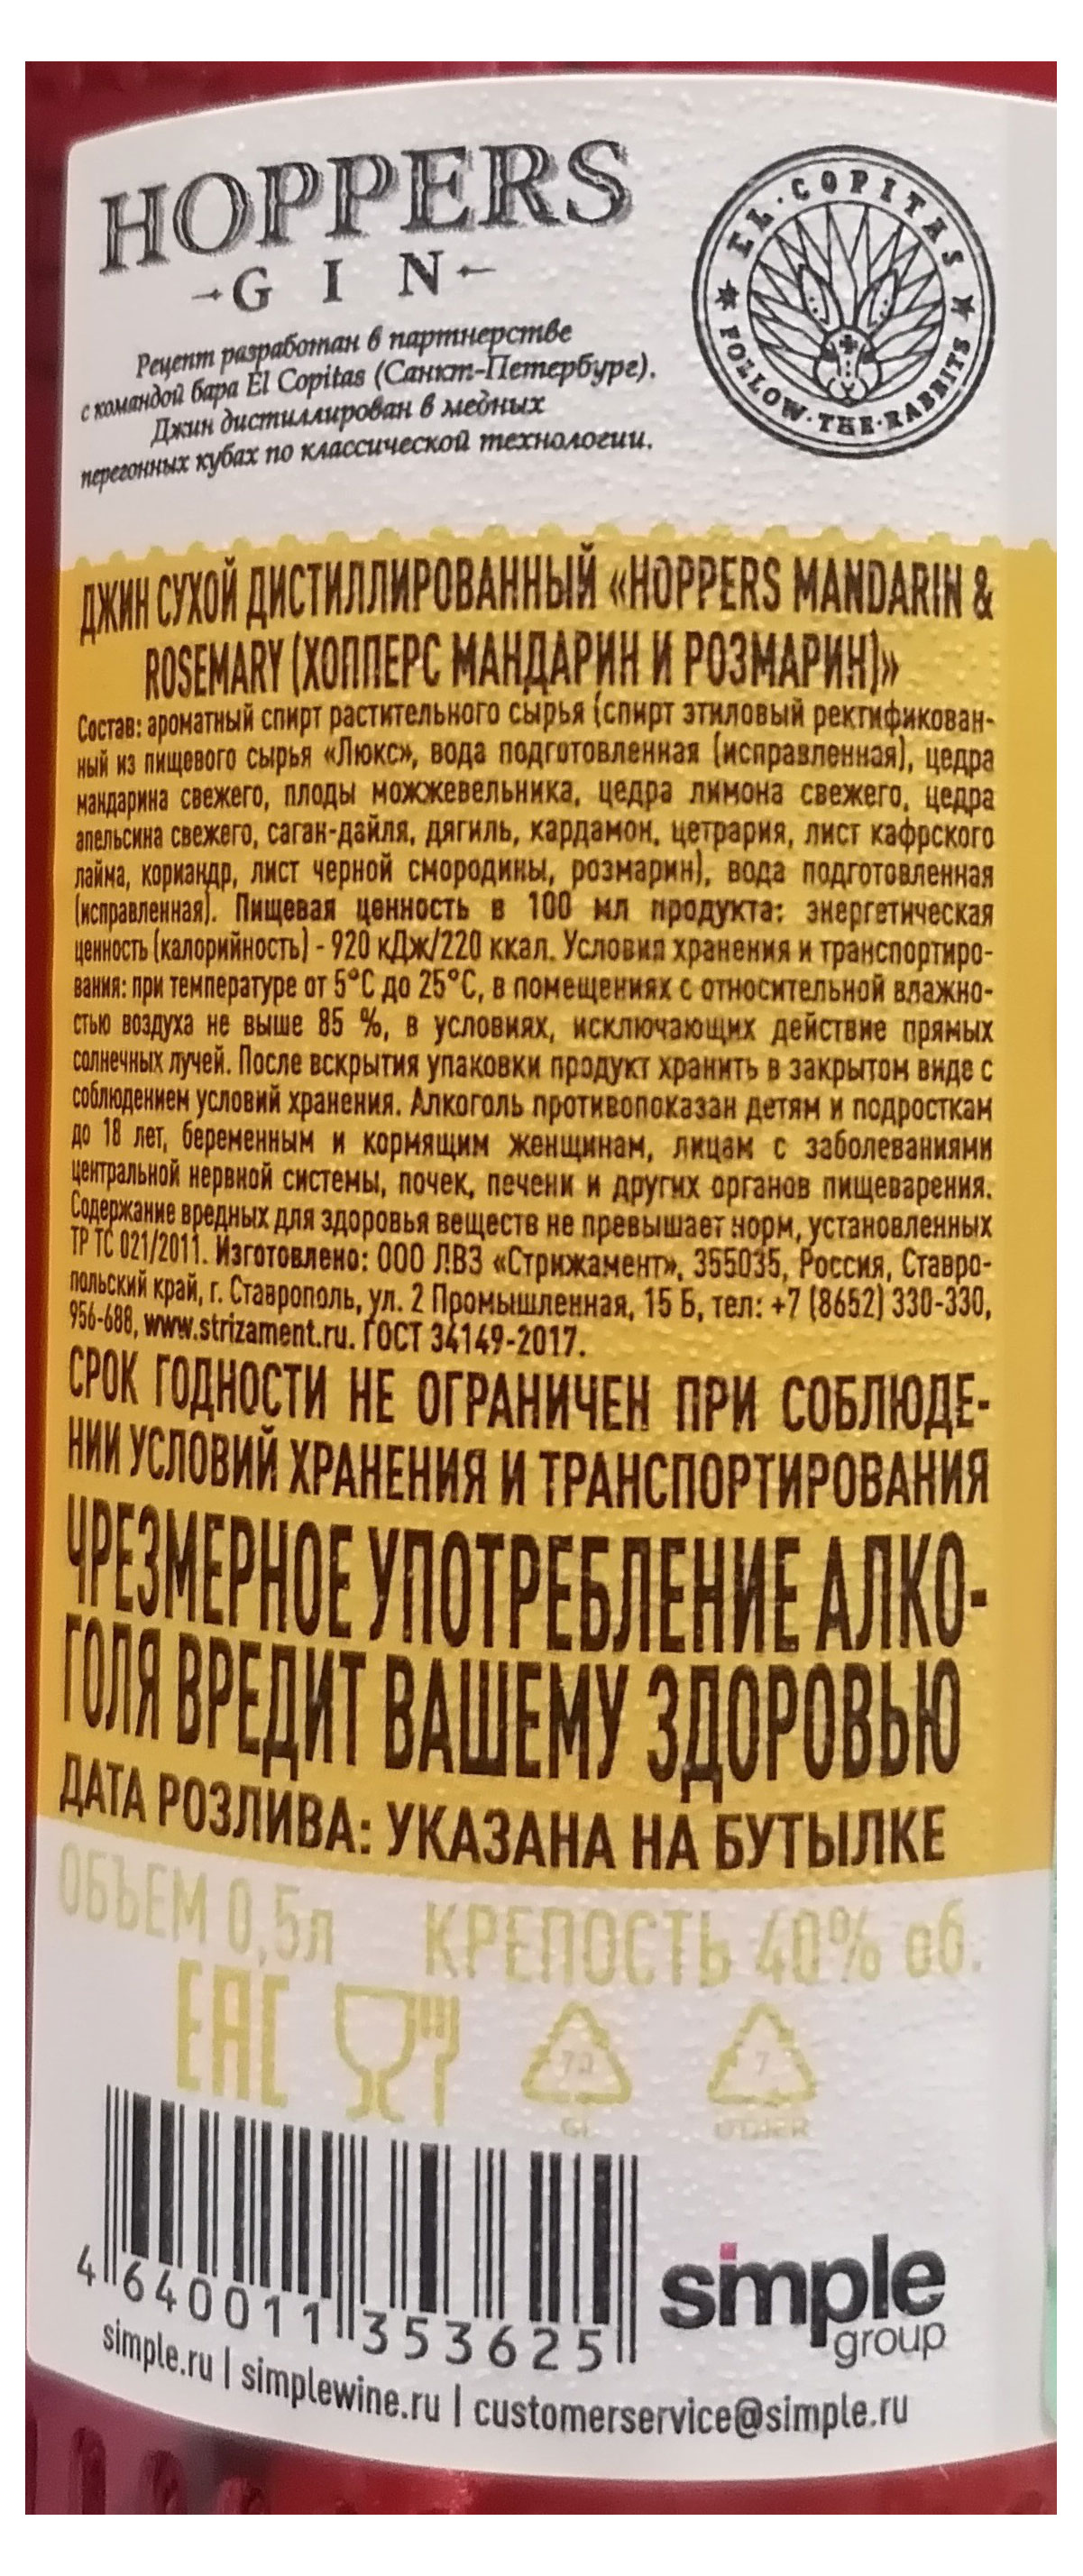 HOPPERS
GIN
Рецепт разработан в партнерстве
с командой бара El Copitas (Санкт-Петербург).
Джин дистиллирован в медных
перегонных кубах по классической технологии.
EL·COPITAS
FOLLOW·THE·RABBITS
ДЖИН СУХОЙ ДИСТИЛЛИРОВАННЫЙ «HOPPERS MANDARIN &
ROSEMARY (ХОППЕРС МАНДАРИН И РОЗМАРИН)»
Состав: ароматный спирт растительного сырья (спирт этиловый ректификован-
ный из пищевого сырья «Люкс», вода подготовленная (исправленная), цедра
мандарина свежего, плоды можжевельника, цедра лимона свежего, цедра
апельсина свежего, саган-дайля, дягиль, кардамон, цетрария, лист кафрского
лайма, кориандр, лист черной смородины, розмарин), вода подготовленная
(исправленная). Пищевая ценность в 100 мл продукта: энергетическая
ценность (калорийность) - 920 кДж/220 ккал. Условия хранения и транспортиро-
вания: при температуре от 5°С до 25°С, в помещениях с относительной влажно-
стью воздуха не выше 85 %, в условиях, исключающих действие прямых
солнечных лучей. После вскрытия упаковки продукт хранить в закрытом виде с
соблюдением условий хранения. Алкоголь противопоказан детям и подросткам
до 18 лет, беременным и кормящим женщинам, лицам с заболеваниями
центральной нервной системы, почек, печени и других органов пищеварения.
Содержание вредных для здоровья веществ не превышает норм, установленных
ТР ТС 021/2011. Изготовлено: ООО ЛВЗ «Стрижамент», 355035, Россия, Ставро-
польский край, г. Ставрополь, ул. 2 Промышленная, 15 Б, тел: +7 (8652) 330-330,
956-688, www.strizament.ru. ГОСТ 34149-2017.
СРОК ГОДНОСТИ НЕ ОГРАНИЧЕН ПРИ СОБЛЮДЕ-
НИИ УСЛОВИЙ ХРАНЕНИЯ И ТРАНСПОРТИРОВАНИЯ
ЧРЕЗМЕРНОЕ УПОТРЕБЛЕНИЕ АЛКО-
ГОЛЯ ВРЕДИТ ВАШЕМУ ЗДОРОВЬЮ
ДАТА РОЗЛИВА: УКАЗАНА НА БУТЫЛКЕ
ОБЪЕМ 0,5л КРЕПОСТЬ 40% об.
EAC
70
GL
7
OTHER
4 640011 353625
simple
group
simple.ru | simplewine.ru | customerservice@simple.ru